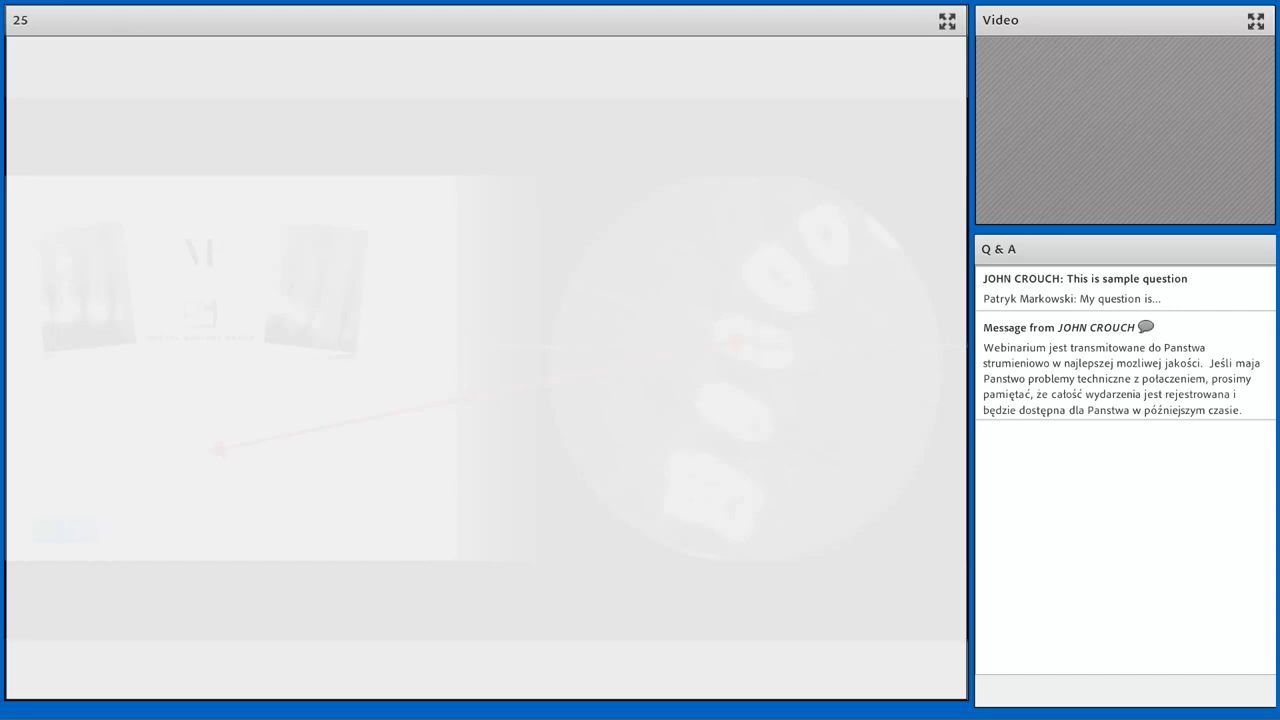 25
Video
Q & A
JOHN CROUCH: This is sample question
Patryk Markowski: My question is...
Message from JOHN CROUCH
Webinarium jest transmitowane do Panstwa
strumieniowo w najlepszej mozliwej jakości. Jeśli maja
Panstwo problemy techniczne z połaczeniem, prosimy
pamiętać, że całość wydarzenia jest rejestrowana i
będzie dostępna dla Panstwa w późniejszym czasie.